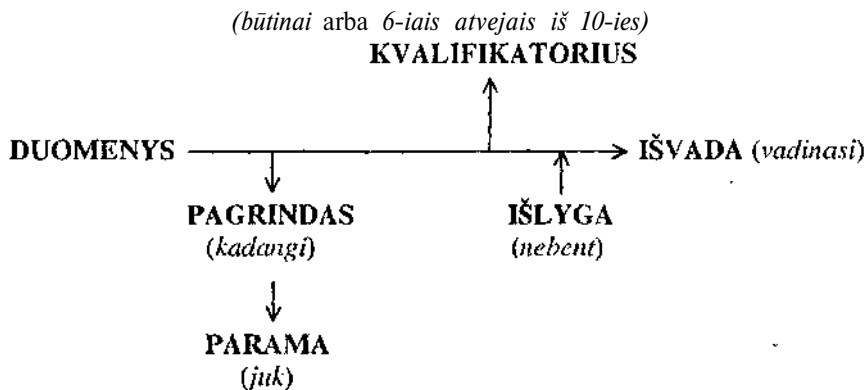 (būtinai arba 6-iais atvejais iš 10-ies)
KVALIFIKATORIUS
DUOMENYS IŠVADA (vadinasi)
PAGRINDAS IŠLYGA
(kadangi) (nebent)
PARAMA
(juk)